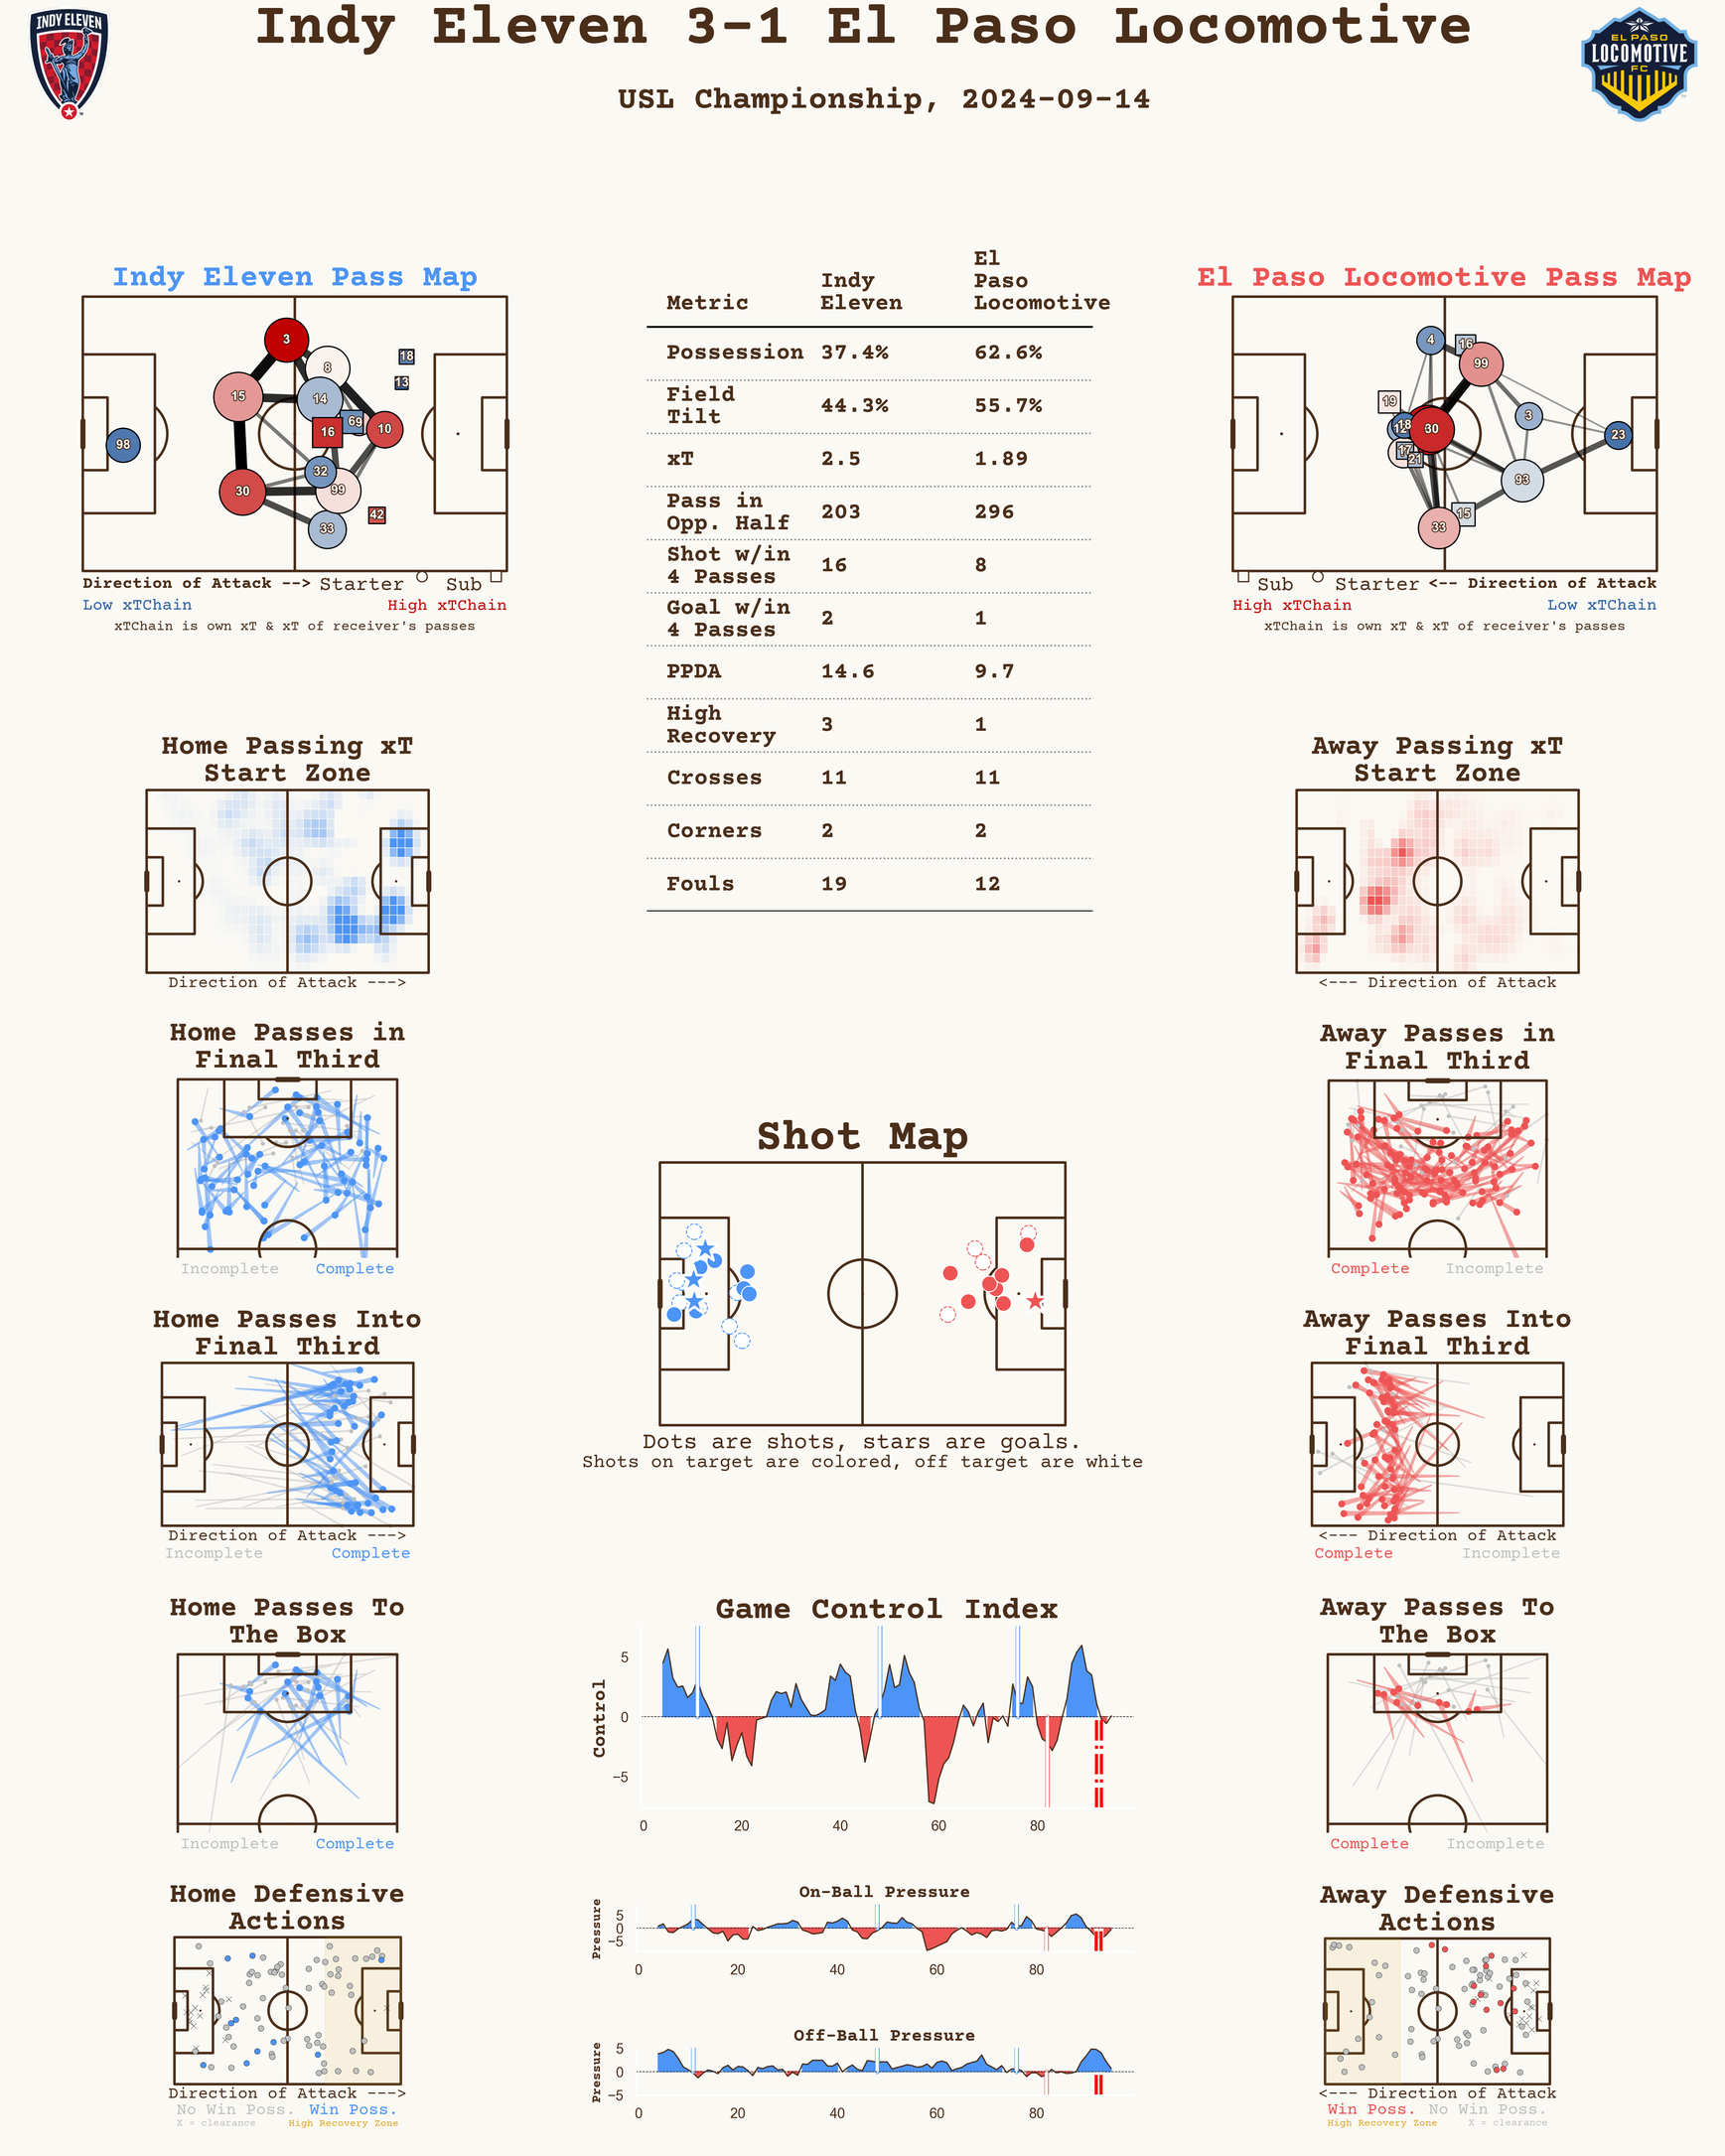 Indy Eleven 3-1 El Paso Locomotive
USL Championship, 2024-09-14
INDY ELEVEN
EL PASO
LOCOMOTIVE
FC
Indy Eleven Pass Map
3
8
18
13
15
14
69
10
16
98
32
30
99
42
33
Direction of Attack --> Starter Sub
Low xTChain High xTChain
xTChain is own xT & xT of receiver's passes
Metric Indy Eleven El Paso Locomotive
Possession 37.4% 62.6%
Field Tilt 44.3% 55.7%
xT 2.5 1.89
Pass in Opp. Half 203 296
Shot w/in 4 Passes 16 8
Goal w/in 4 Passes 2 1
PPDA 14.6 9.7
High Recovery 3 1
Crosses 11 11
Corners 2 2
Fouls 19 12
El Paso Locomotive Pass Map
4
16
99
19
3
12
18
30
23
17
21
93
15
33
Sub Starter <-- Direction of Attack
High xTChain Low xTChain
xTChain is own xT & xT of receiver's passes
Home Passing xT
Start Zone
Direction of Attack --->
Away Passing xT
Start Zone
<--- Direction of Attack
Home Passes in
Final Third
Incomplete Complete
Away Passes in
Final Third
Complete Incomplete
Shot Map
Dots are shots, stars are goals.
Shots on target are colored, off target are white
Home Passes Into
Final Third
Direction of Attack --->
Incomplete Complete
Away Passes Into
Final Third
<--- Direction of Attack
Complete Incomplete
Home Passes To
The Box
Incomplete Complete
Game Control Index
Control
5
0
−5
0 20 40 60 80
Away Passes To
The Box
Complete Incomplete
Home Defensive
Actions
Direction of Attack --->
No Win Poss. Win Poss.
X = clearance High Recovery Zone
On-Ball Pressure
Pressure
5
0
−5
0 20 40 60 80
Off-Ball Pressure
Pressure
5
0
−5
0 20 40 60 80
Away Defensive
Actions
<--- Direction of Attack
Win Poss. No Win Poss.
High Recovery Zone X = clearance